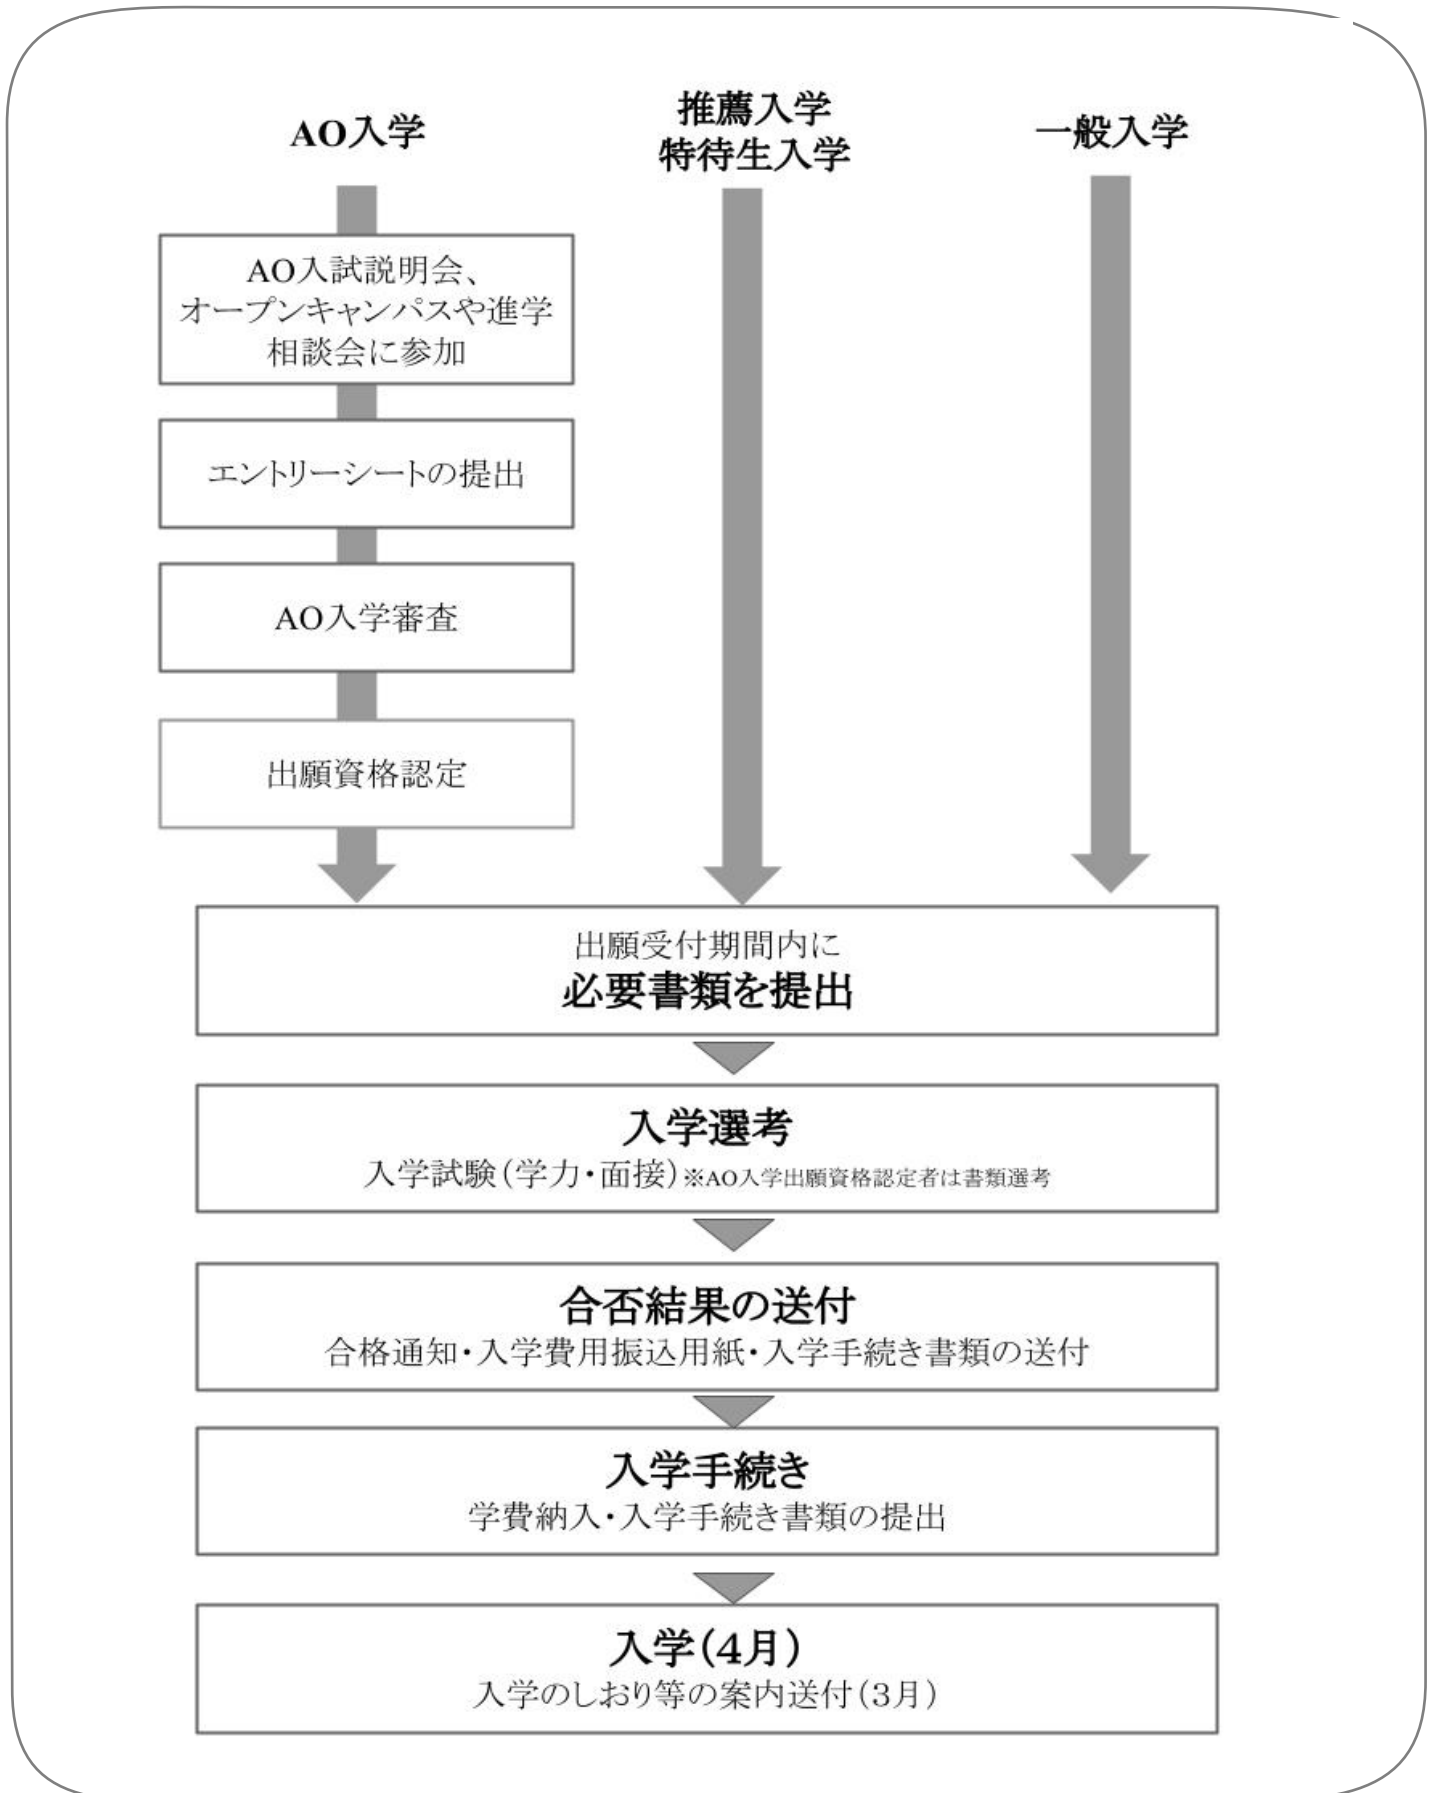 AO入学
推薦入学
特待生入学
一般入学
AO入試説明会、
オープンキャンパスや進学
相談会に参加
エントリーシートの提出
AO入学審査
出願資格認定
出願受付期間内に
必要書類を提出
入学選考
入学試験（学力・面接）※AO入学出願資格認定者は書類選考
合否結果の送付
合格通知・入学費用振込用紙・入学手続き書類の送付
入学手続き
学費納入・入学手続き書類の提出
入学（4月）
入学のしおり等の案内送付（3月）